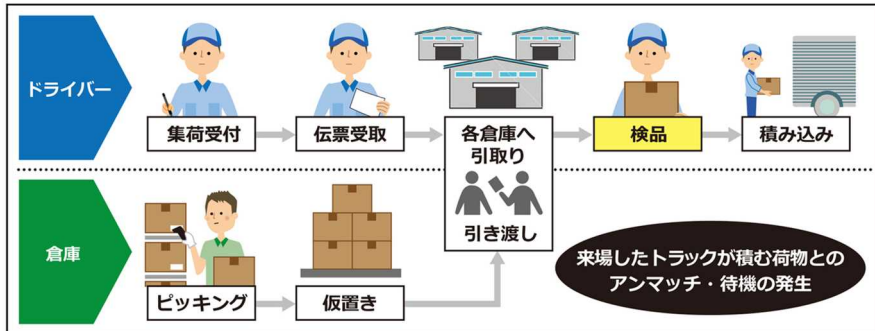 ドライバー
集荷受付
伝票受取
各倉庫へ
引取り
引き渡し
検品
積み込み
倉庫
ピッキング
仮置き
来場したトラックが積む荷物との
アンマッチ・待機の発生